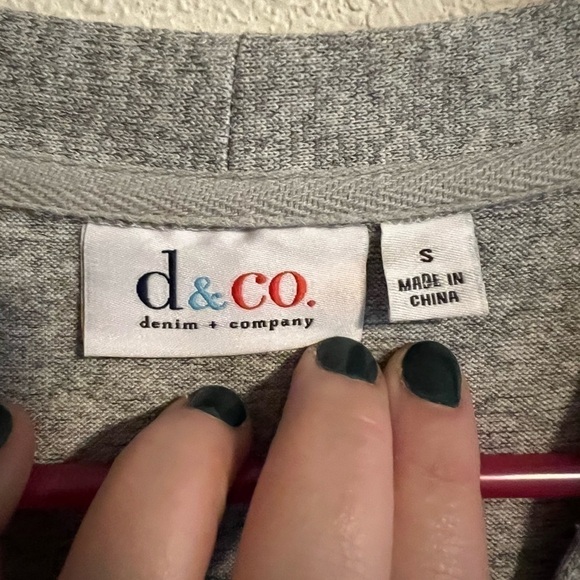 d&co.
denim + company
S
MADE IN
CHINA